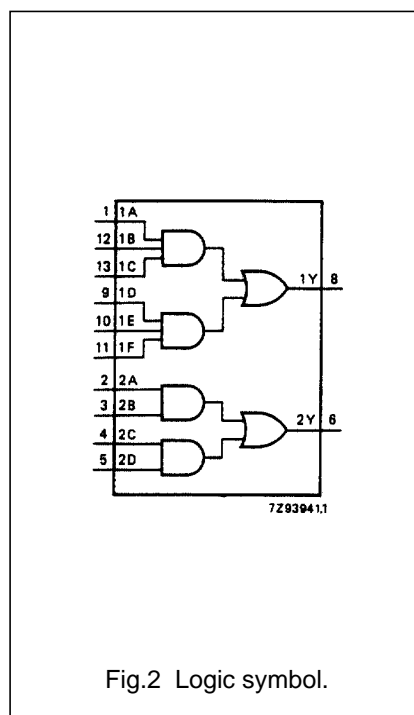 1 1A
12 1B
13 1C
9 1D
10 1E
11 1F
1Y 8
2 2A
3 2B
4 2C
5 2D
2Y 6
7Z93941.1
Fig.2 Logic symbol.